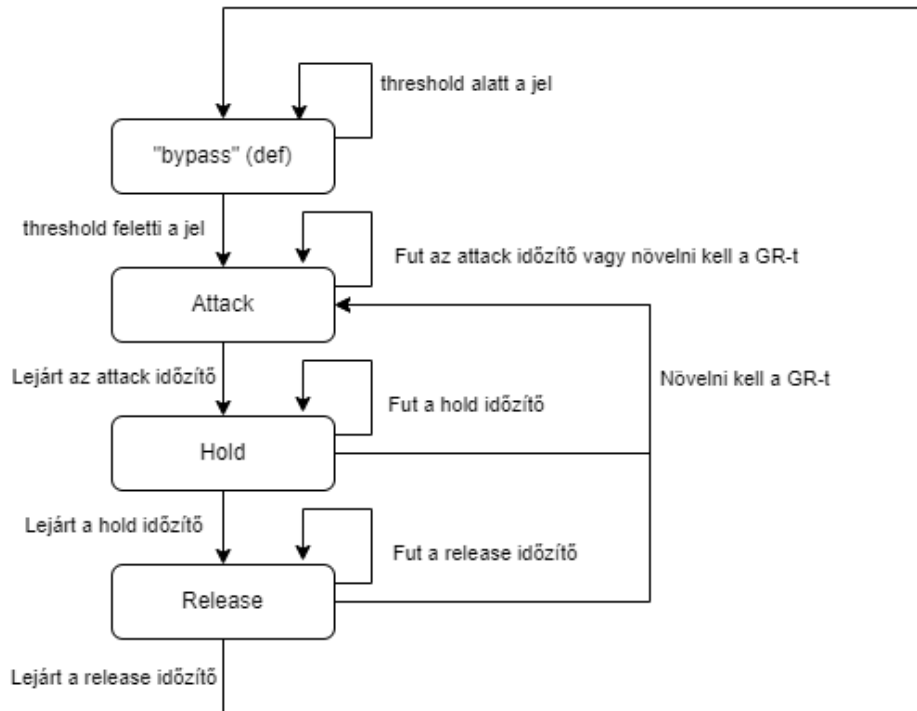 threshold alatt a jel
"bypass" (def)
threshold feletti a jel
Fut az attack időzítő vagy növelni kell a GR-t
Attack
Lejárt az attack időzítő
Növelni kell a GR-t
Fut a hold időzítő
Hold
Lejárt a hold időzítő
Fut a release időzítő
Release
Lejárt a release időzítő